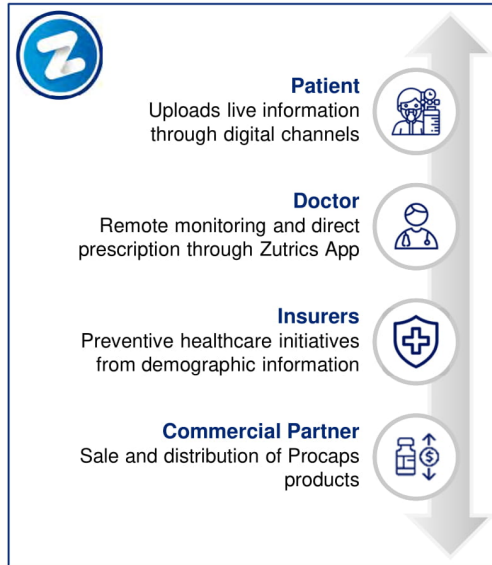 Z
Patient
Uploads live information
through digital channels
Doctor
Remote monitoring and direct
prescription through Zutrics App
Insurers
Preventive healthcare initiatives
from demographic information
Commercial Partner
Sale and distribution of Procaps
products
$